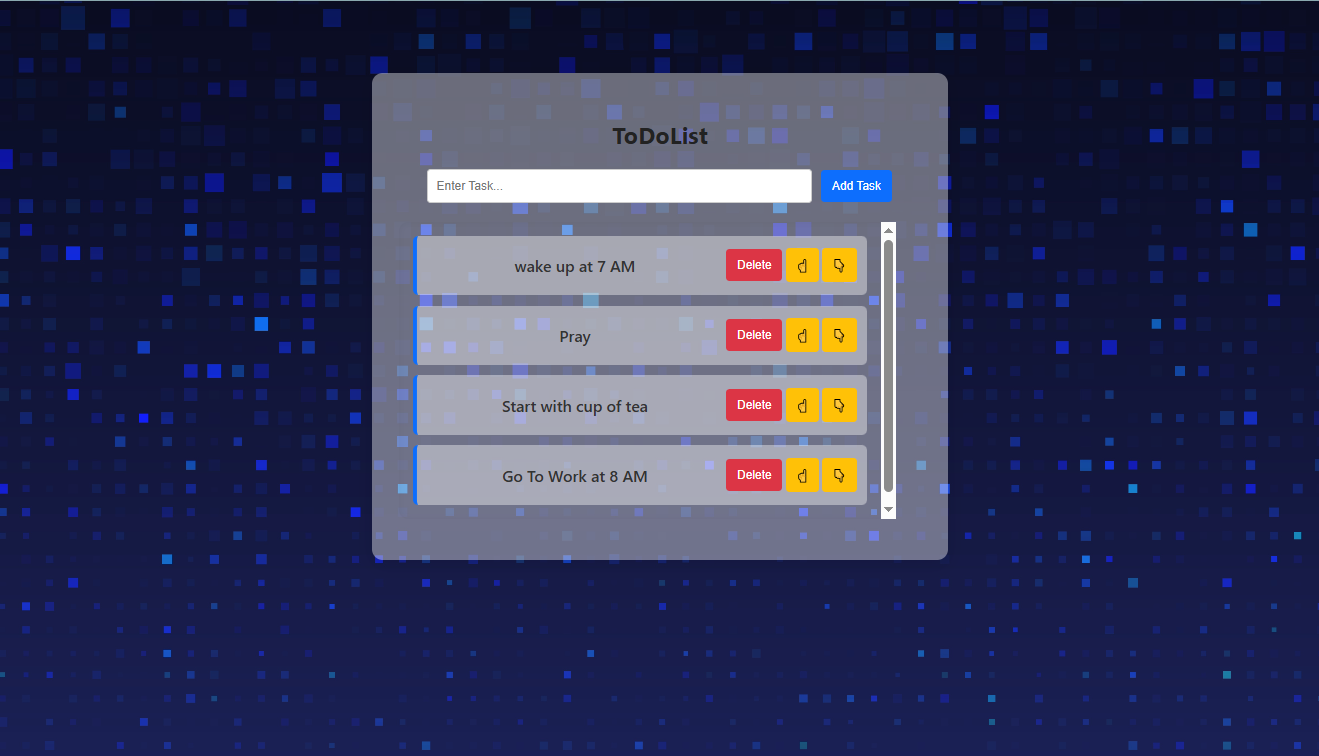 ToDoList
Enter Task...
Add Task
wake up at 7 AM
Delete
Pray
Delete
Start with cup of tea
Delete
Go To Work at 8 AM
Delete